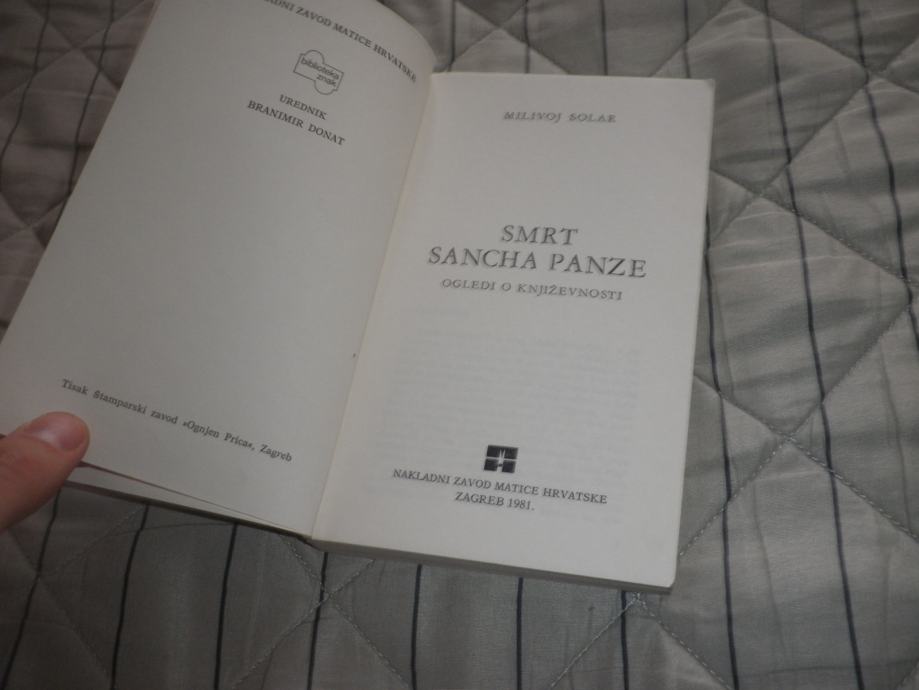 NI ZAVOD MATICE HRVATSKE
biblioteka
znak
UREDNIK
BRANIMIR DONAT
Tisak Štamparski zavod »Ognjen Prica«, Zagreb
MILIVOJ SOLAR
SMRT
SANCHA PANZE
OGLEDI O KNJIŽEVNOSTI
NAKLADNI ZAVOD MATICE HRVATSKE
ZAGREB 1981.